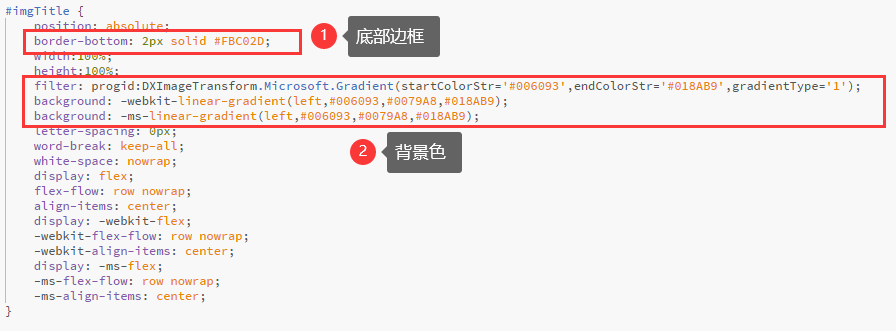 #imgTitle {
position: absolute;
border-bottom: 2px solid #FBC02D;
1 底部边框
width:100%;
height:100%;
filter: progid:DXImageTransform.Microsoft.Gradient(startColorStr='#006093',endColorStr='#018AB9',gradientType='1');
background: -webkit-linear-gradient(left,#006093,#0079A8,#018AB9);
background: -ms-linear-gradient(left,#006093,#0079A8,#018AB9);
letter-spacing: 0px;
word-break: keep-all;
2 背景色
white-space: nowrap;
display: flex;
flex-flow: row nowrap;
align-items: center;
display: -webkit-flex;
-webkit-flex-flow: row nowrap;
-webkit-align-items: center;
display: -ms-flex;
-ms-flex-flow: row nowrap;
-ms-align-items: center;
}